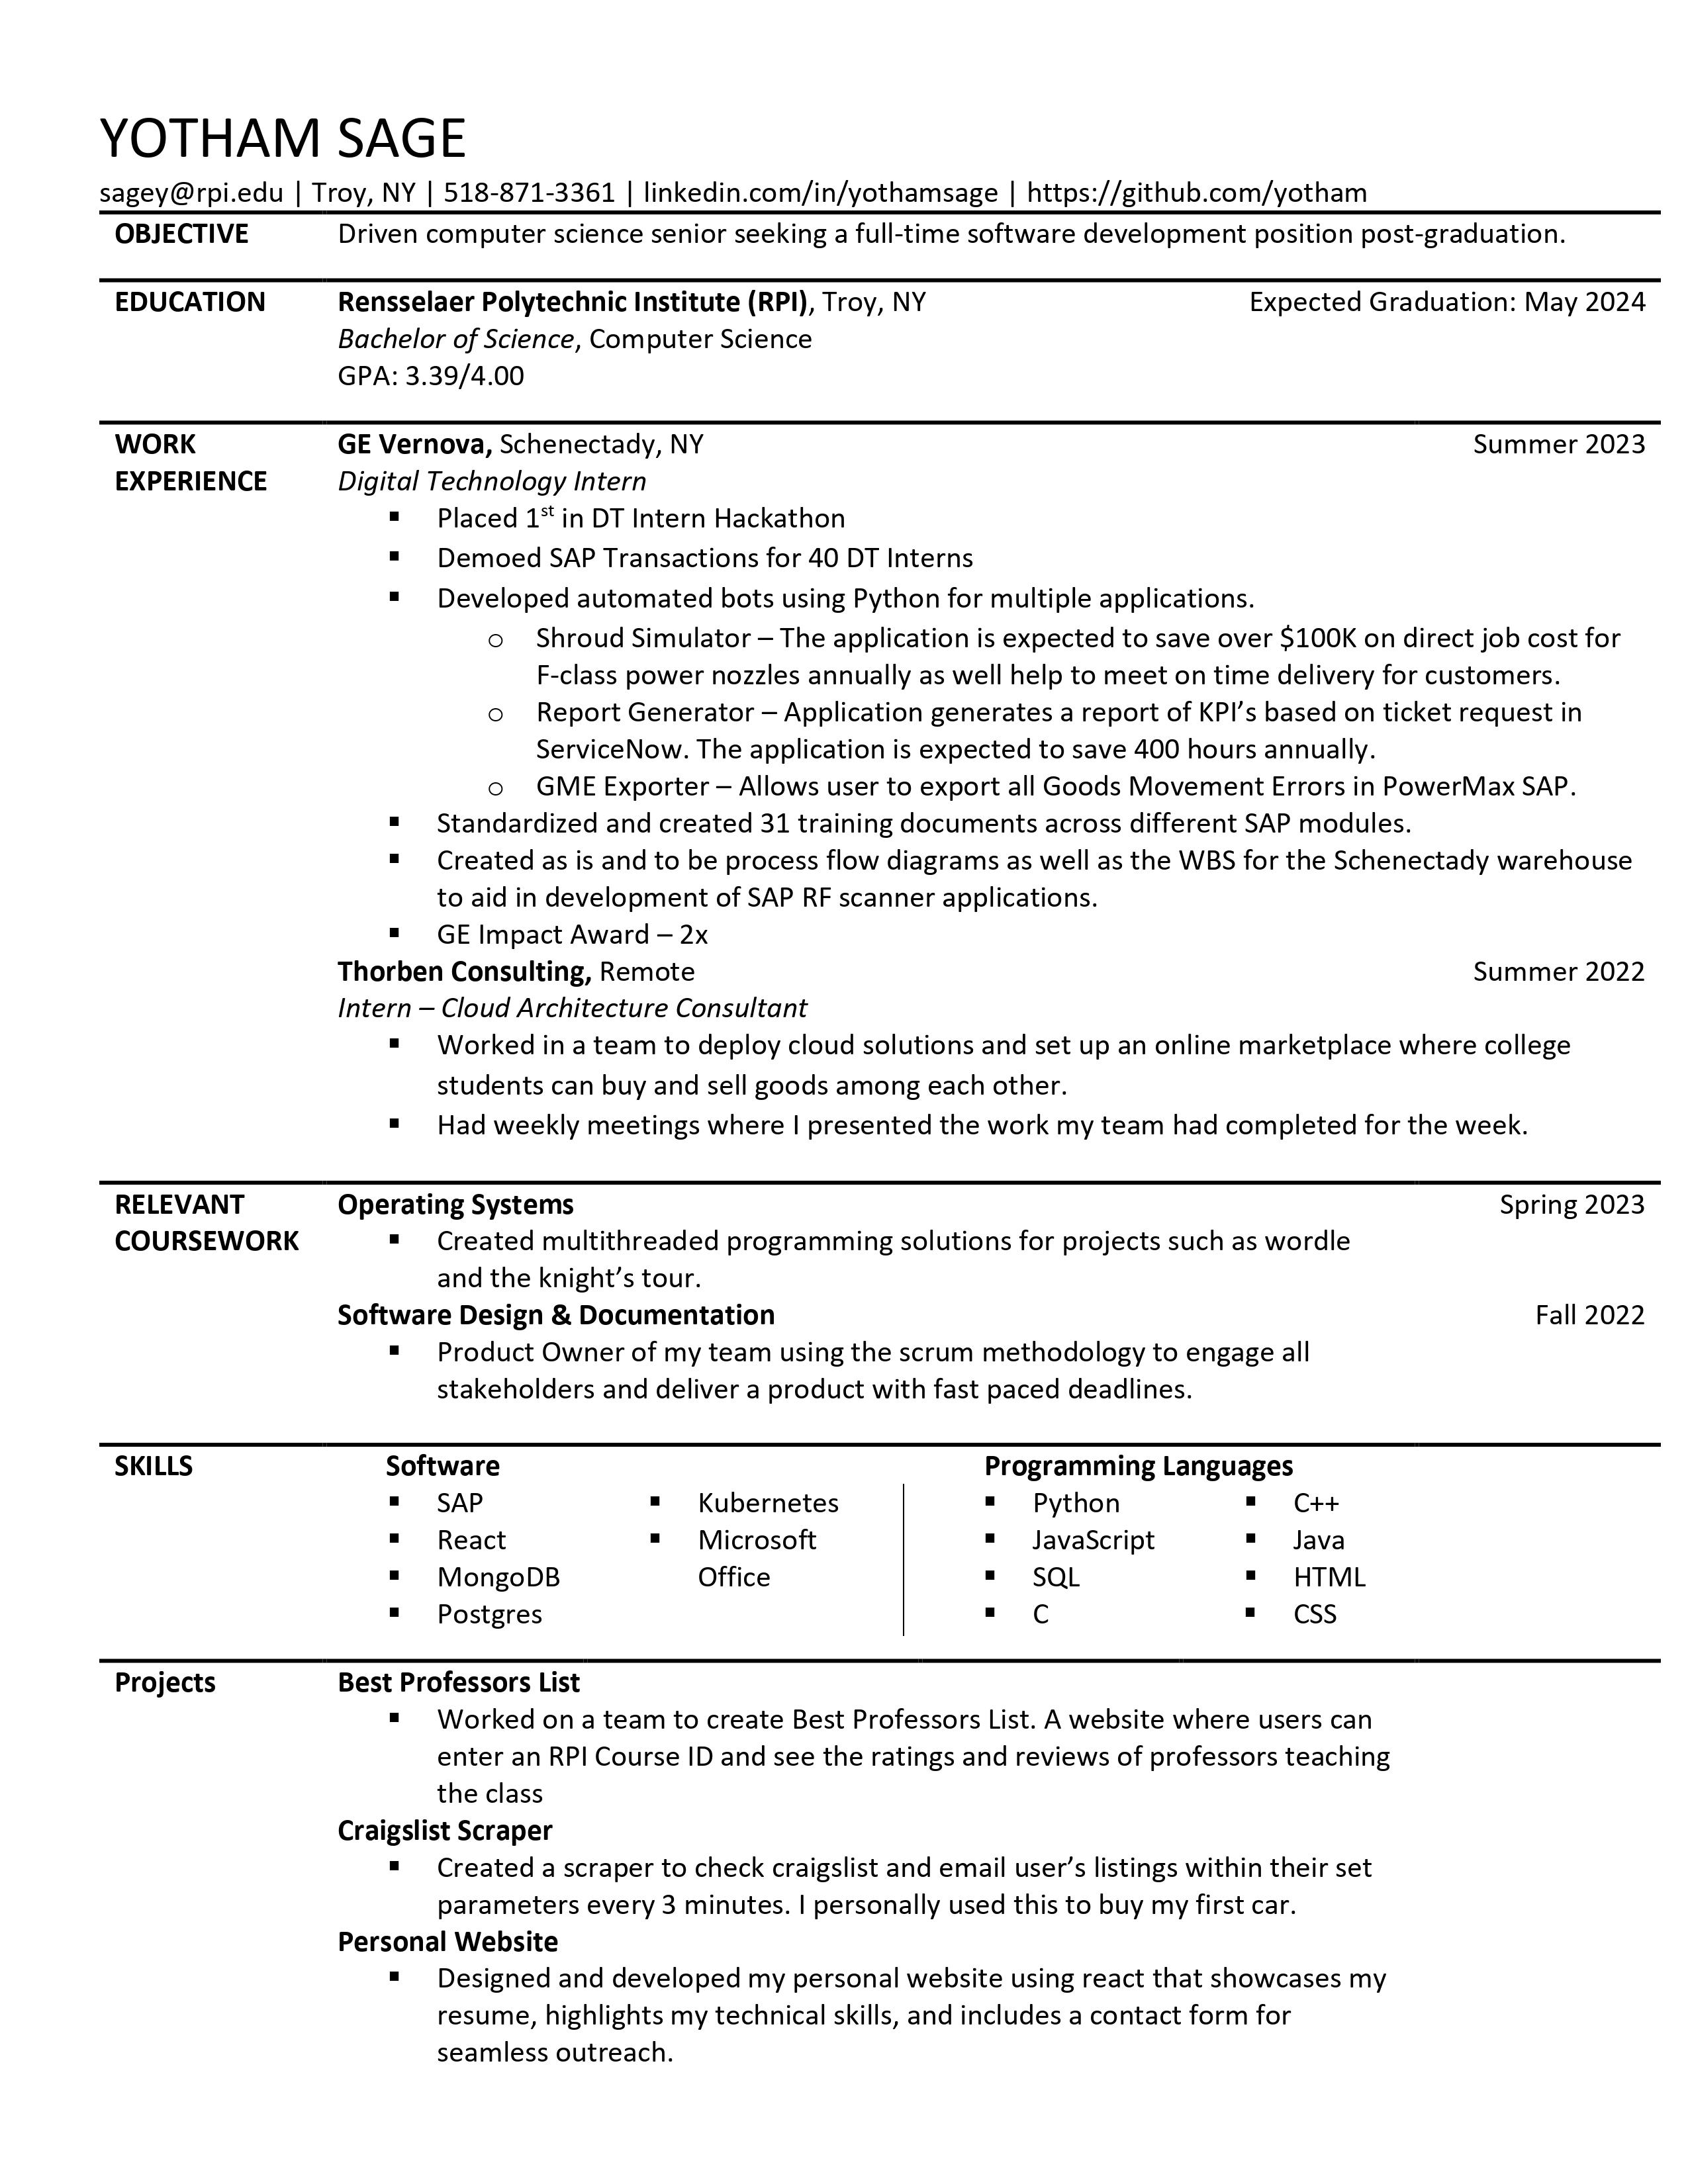 YOTHAM SAGE
sagey@rpi.edu | Troy, NY | 518-871-3361 | linkedin.com/in/yothamsage | https://github.com/yotham
OBJECTIVE Driven computer science senior seeking a full-time software development position post-graduation.
EDUCATION Rensselaer Polytechnic Institute (RPI), Troy, NY Expected Graduation: May 2024
Bachelor of Science, Computer Science
GPA: 3.39/4.00
WORK GE Vernova, Schenectady, NY Summer 2023
EXPERIENCE Digital Technology Intern
▪ Placed 1st in DT Intern Hackathon
▪ Demoed SAP Transactions for 40 DT Interns
▪ Developed automated bots using Python for multiple applications.
o Shroud Simulator – The application is expected to save over $100K on direct job cost for
F-class power nozzles annually as well help to meet on time delivery for customers.
o Report Generator – Application generates a report of KPI’s based on ticket request in
ServiceNow. The application is expected to save 400 hours annually.
o GME Exporter – Allows user to export all Goods Movement Errors in PowerMax SAP.
▪ Standardized and created 31 training documents across different SAP modules.
▪ Created as is and to be process flow diagrams as well as the WBS for the Schenectady warehouse
to aid in development of SAP RF scanner applications.
▪ GE Impact Award – 2x
Thorben Consulting, Remote Summer 2022
Intern – Cloud Architecture Consultant
▪ Worked in a team to deploy cloud solutions and set up an online marketplace where college
students can buy and sell goods among each other.
▪ Had weekly meetings where I presented the work my team had completed for the week.
RELEVANT Operating Systems Spring 2023
COURSEWORK ▪ Created multithreaded programming solutions for projects such as wordle
and the knight’s tour.
Software Design & Documentation Fall 2022
▪ Product Owner of my team using the scrum methodology to engage all
stakeholders and deliver a product with fast paced deadlines.
SKILLS Software Programming Languages
▪ SAP ▪ Kubernetes ▪ Python ▪ C++
▪ React ▪ Microsoft ▪ JavaScript ▪ Java
▪ MongoDB Office ▪ SQL ▪ HTML
▪ Postgres ▪ C ▪ CSS
Projects Best Professors List
▪ Worked on a team to create Best Professors List. A website where users can
enter an RPI Course ID and see the ratings and reviews of professors teaching
the class
Craigslist Scraper
▪ Created a scraper to check craigslist and email user’s listings within their set
parameters every 3 minutes. I personally used this to buy my first car.
Personal Website
▪ Designed and developed my personal website using react that showcases my
resume, highlights my technical skills, and includes a contact form for
seamless outreach.